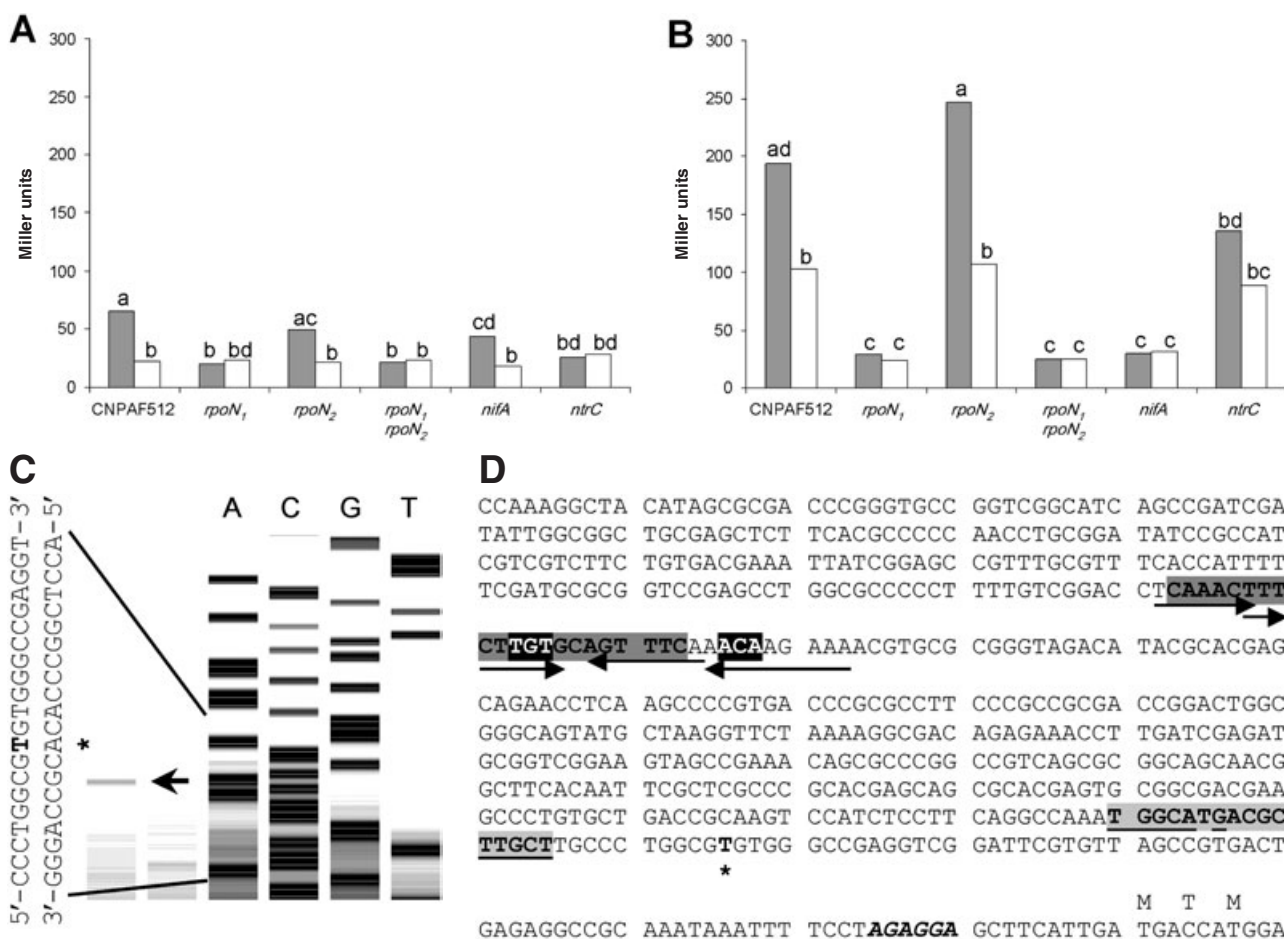 A
300
250
200
150
100
50
0
Miller units
a
b
b
bd
ac
b
b
b
cd
b
bd
bd
CNPAF512
rpoN1
rpoN2
rpoN1
rpoN2
nifA
ntrC
B
300
250
200
150
100
50
0
Miller units
ad
b
c
c
a
b
c
c
c
c
bd
bc
CNPAF512
rpoN1
rpoN2
rpoN1
rpoN2
nifA
ntrC
C
5′-CCCTGGCGTGTGGGCCGAGGT-3′
3′-GGGACCGCACACCCGGCTCCA-5′
*
A C G T
D
CCAAAGGCTA CATAGCGCGA CCCGGGTGCC GGTCGGCATC AGCCGATCGA
TATTGGCGGC TGCGAGCTCT TCACGCCCCC AACCTGCGGA TATCCGCCAT
CGTCGTCTTC TGTGACGAAA TTATCGGAGC CGTTTGCGTT TCACCATTTT
TCGATGCGCG GTCCGAGCCT GGCGCCCCCT TTTGTCGGAC CTCAAACTTT
CTTGTGCAGT TTCAAACAAG AAAACGTGCG CGGGTAGACA TACGCACGAG
CAGAACCTCA AGCCCCGTGA CCCGCGCCTT CCCGCCGCGA CCGGACTGGC
GGGCAGTATG CTAAGGTTCT AAAAGGCGAC AGAGAAACCT TGATCGAGAT
GCGGTCGGAA GTAGCCGAAA CAGCGCCCGG CCGTCAGCGC GGCAGCAACG
GCTTCACAAT TCGCTCGCCC GCACGAGCAG CGCACGAGTG CGCGACGAA
GCCCTGTGCT GACCGCAAGT CCATCTCCTT CAGGCCAAAT GGCATGACGC
TTGCTTGCCC TGGCGTGTGG GCCGAGGTCG GATTCGTGTT AGCCGTGACT
*
M T M
GAGAGGCCGC AAATAAATTT TCCTAGAGGA GCTTCATTGA TGACCATGGA